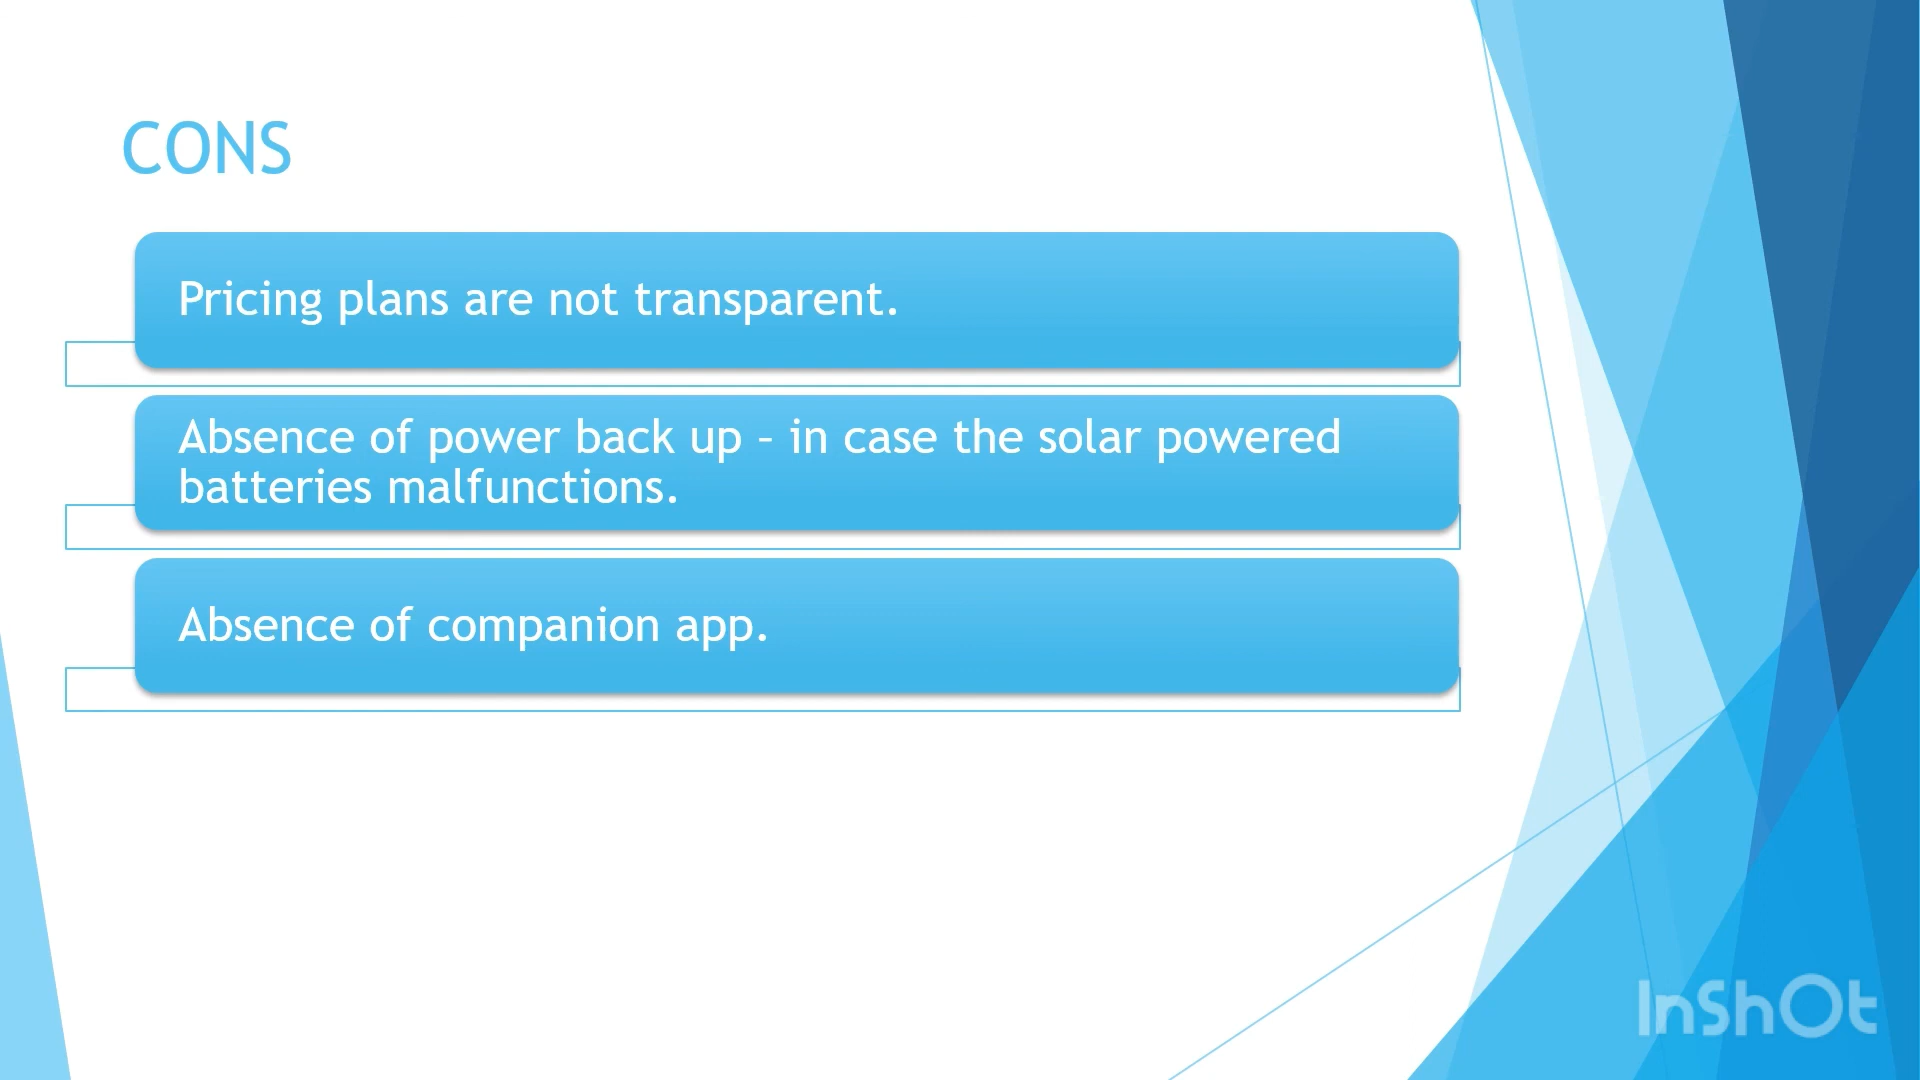 CONS
Pricing plans are not transparent.
Absence of power back up – in case the solar powered
batteries malfunctions.
Absence of companion app.
InShOt